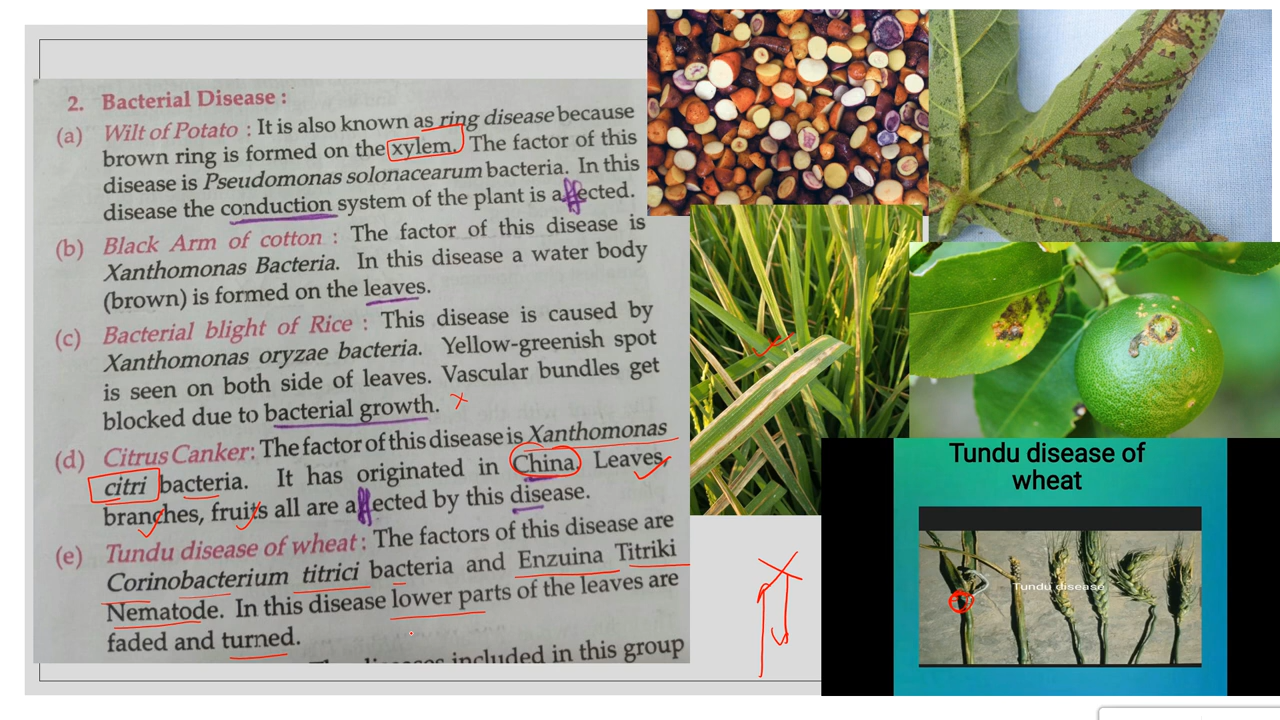 2. Bacterial Disease :
(a) Wilt of Potato : It is also known as ring disease because
brown ring is formed on the xylem. The factor of this
disease is Pseudomonas solonacearum bacteria. In this
disease the conduction system of the plant is affected.
(b) Black Arm of cotton : The factor of this disease is
Xanthomonas Bacteria. In this disease a water body
(brown) is formed on the leaves.
(c) Bacterial blight of Rice : This disease is caused by
Xanthomonas oryzae bacteria. Yellow-greenish spot
is seen on both side of leaves. Vascular bundles get
blocked due to bacterial growth.
(d) Citrus Canker: The factor of this disease is Xanthomonas
citri bacteria. It has originated in China. Leaves,
branches, fruits all are affected by this disease.
(e) Tundu disease of wheat : The factors of this disease are
Corinobacterium titrici bacteria and Enzuina Titriki
Nematode. In this disease lower parts of the leaves are
faded and turned.
included in this group
Tundu disease of
wheat
Tundu disease